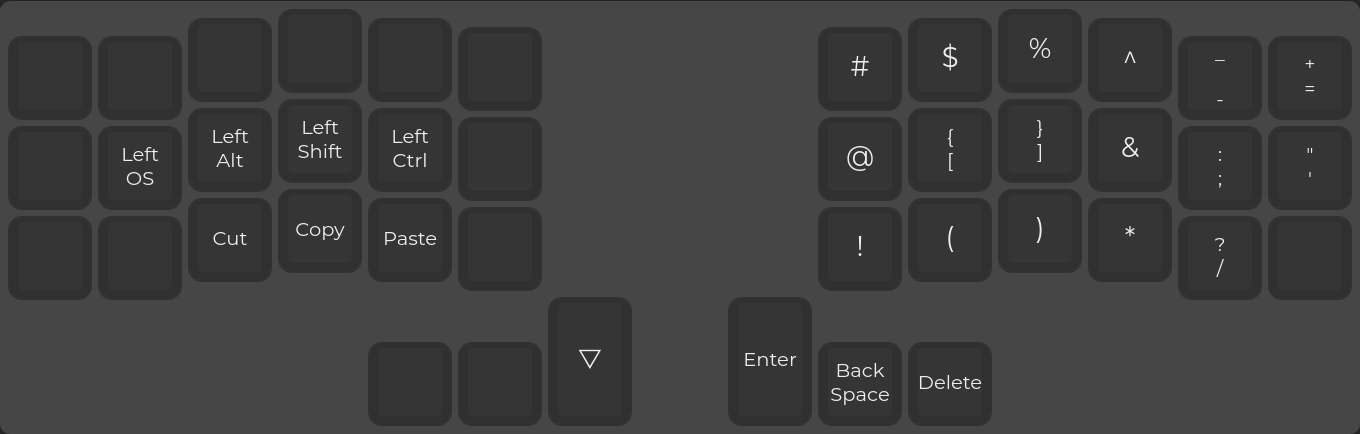 # $ % ^ _ +
- =
Left
OS
Left
Alt
Left
Shift
Left
Ctrl
@ { } & : "
[ ] ; '
Cut Copy Paste
! ( ) * ?
/
Enter
Back
Space
Delete